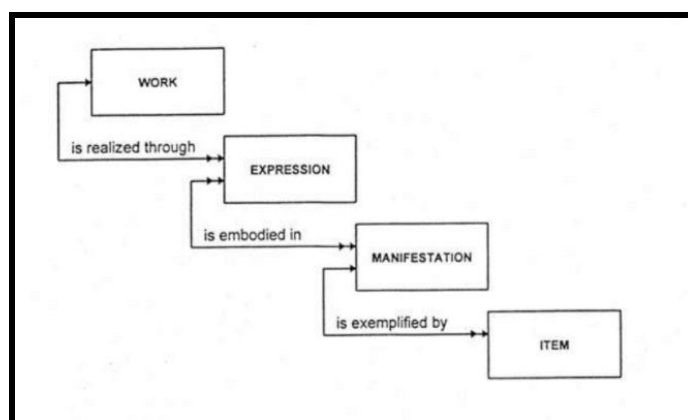 WORK
is realized through
EXPRESSION
is embodied in
MANIFESTATION
is exemplified by
ITEM